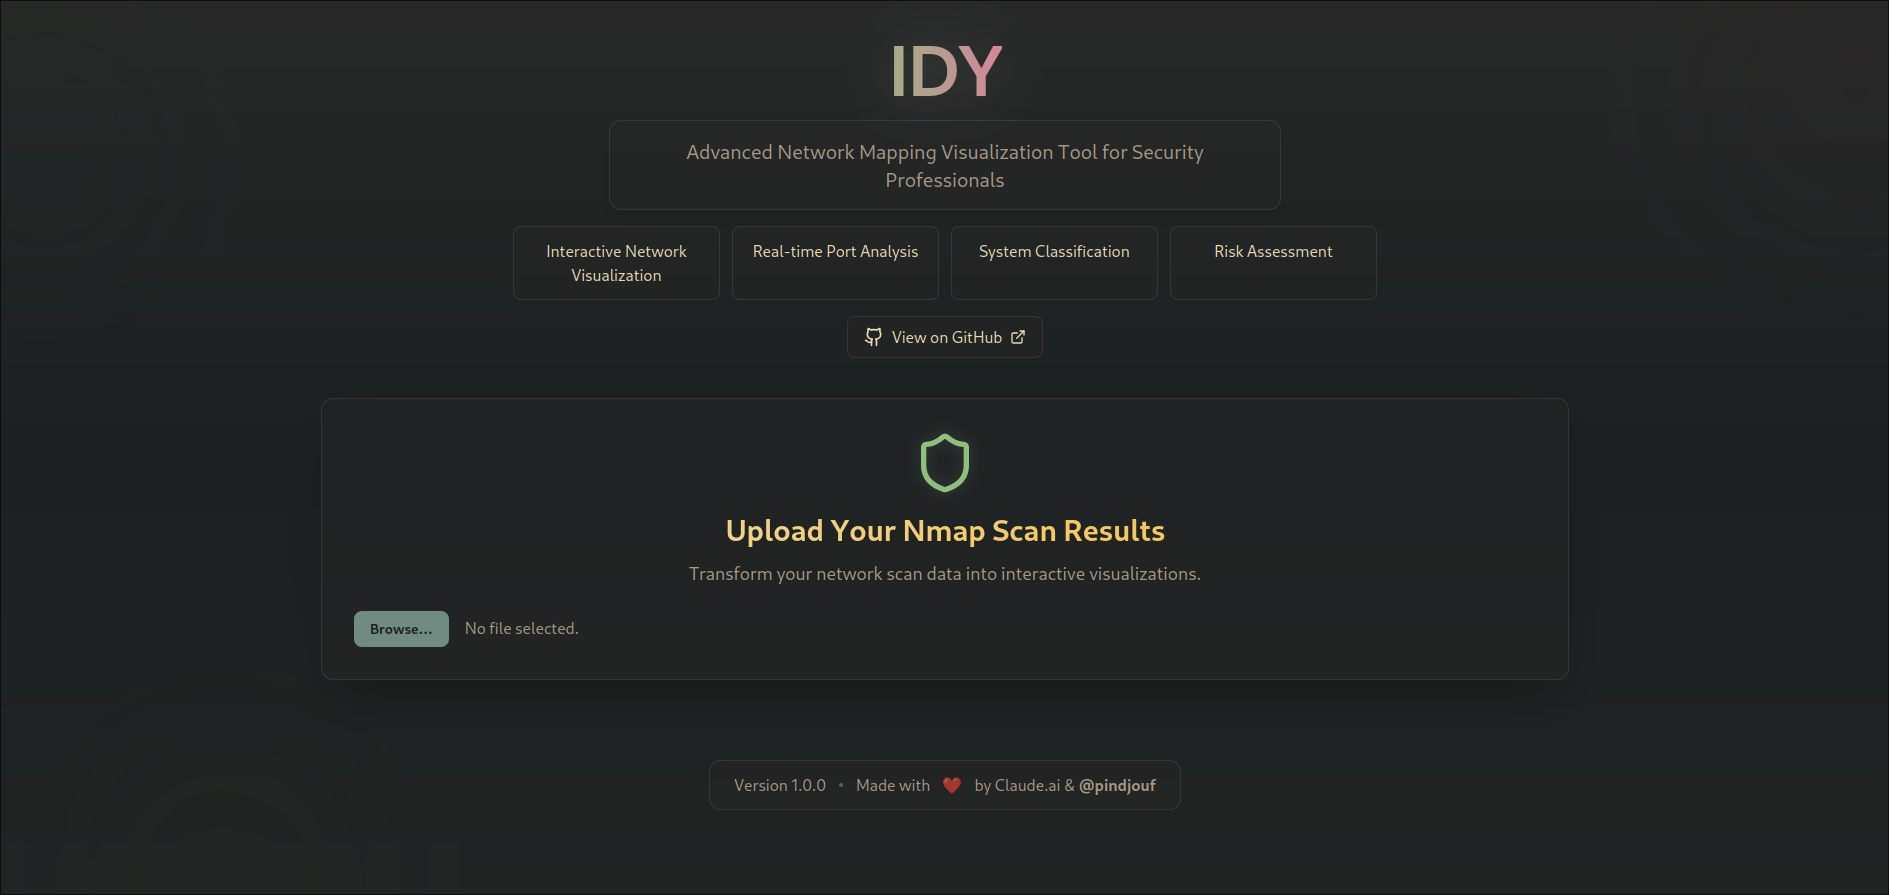 IDY
Advanced Network Mapping Visualization Tool for Security
Professionals
Interactive Network
Visualization
Real-time Port Analysis
System Classification
Risk Assessment
View on GitHub
Upload Your Nmap Scan Results
Transform your network scan data into interactive visualizations.
Browse... No file selected.
Version 1.0.0 • Made with ❤️ by Claude.ai & @pindjouf